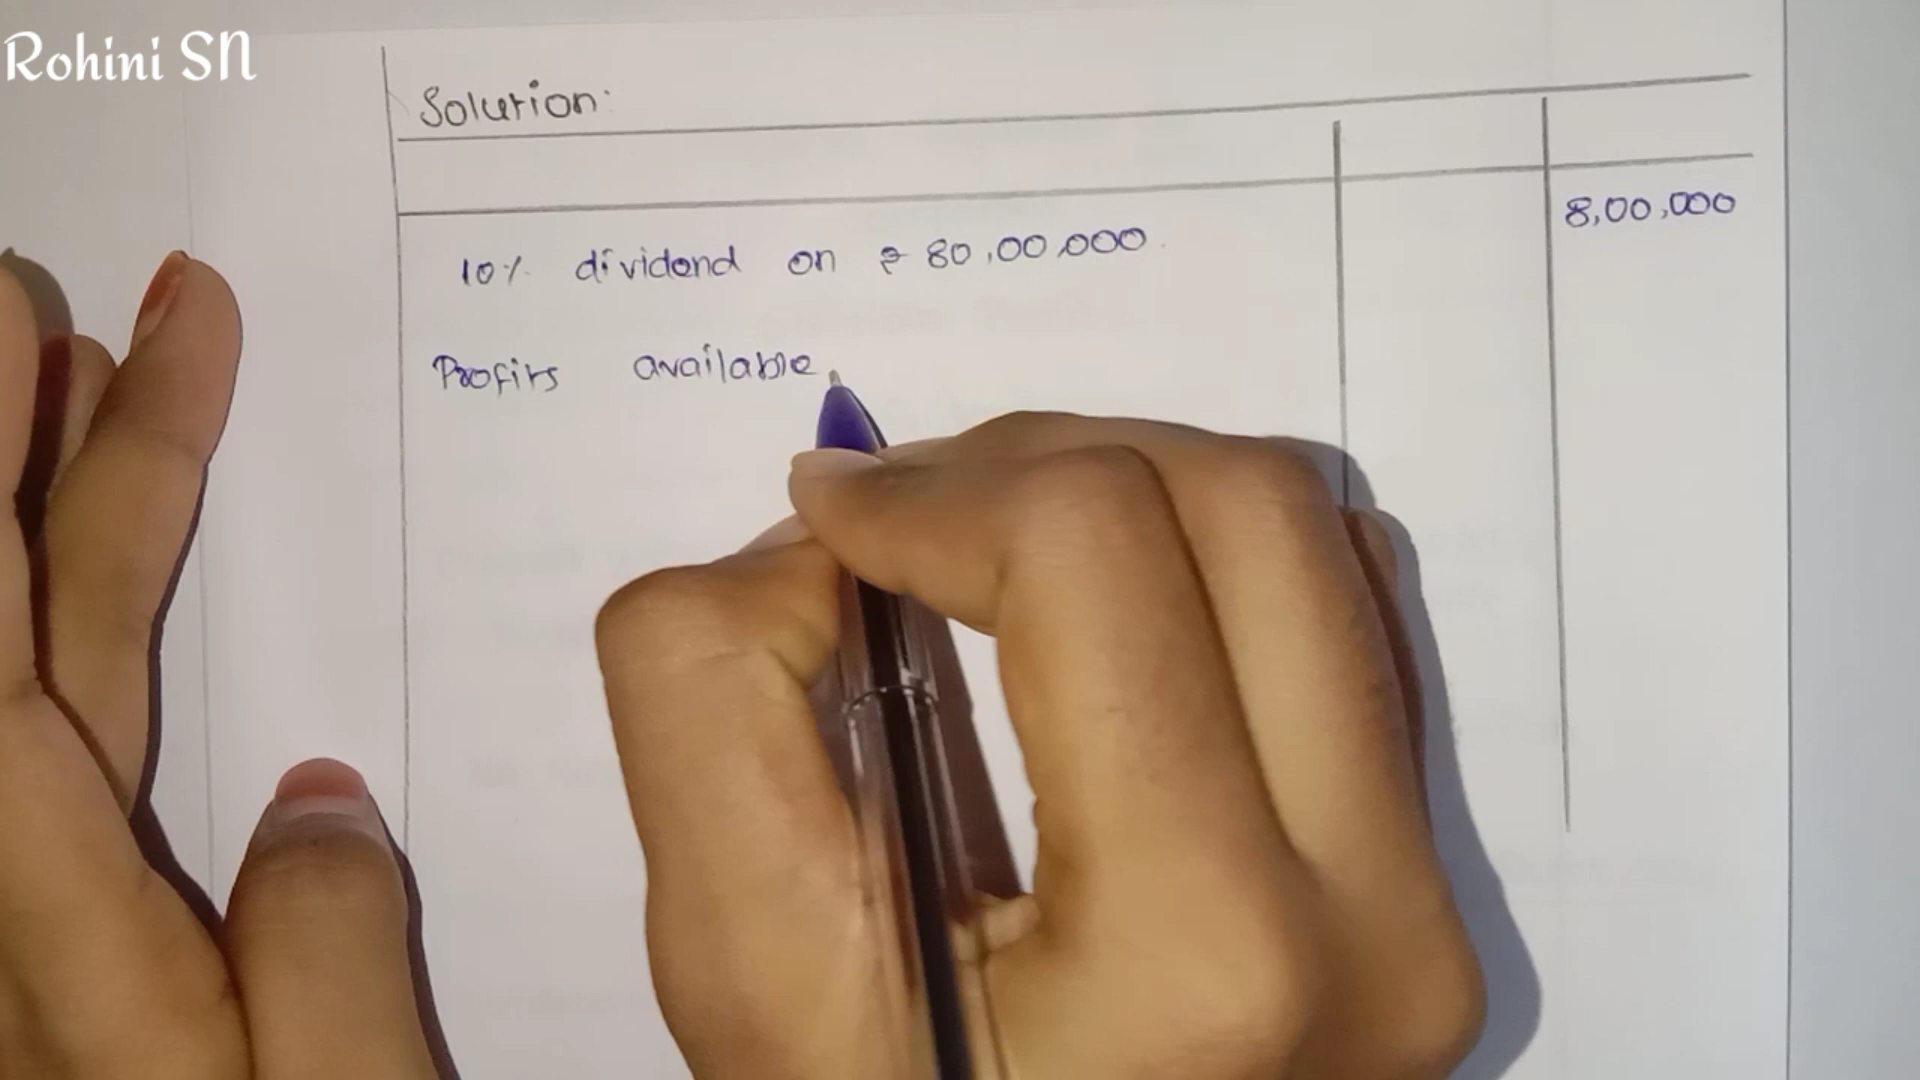 Rohini SN
Solution:
10% dividend on ₹ 80,00,000 8,00,000
Profits available